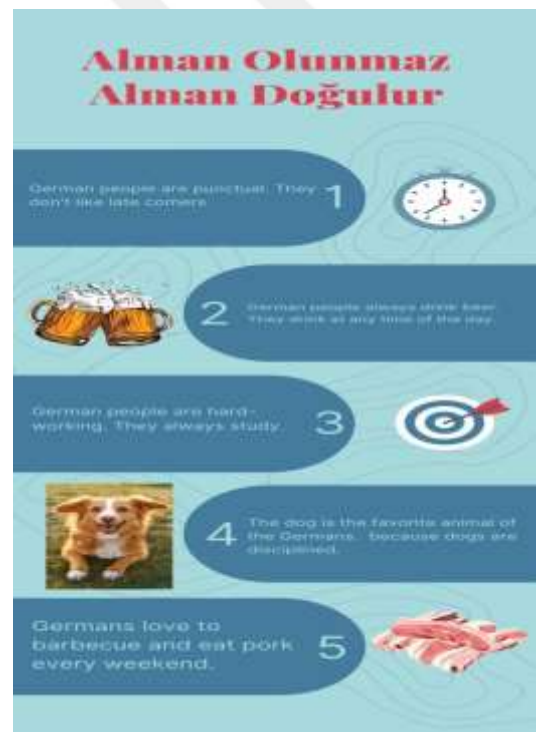 Alman Olunmaz
Alman Doğulur
German people are punctual. They
don't like late comers.
1
2
German people always drink beer.
They drink at any time of the day.
German people are hard-
working. They always study.
3
4
The dog is the favorite animal of
the Germans. because dogs are
disciplined.
Germans love to
barbecue and eat pork
every weekend.
5